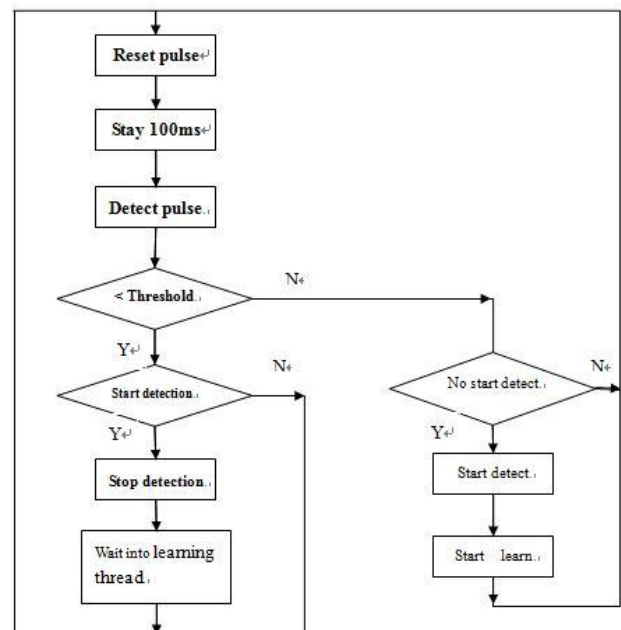 Reset pulse↵
Stay 100ms↵
Detect pulse.
< Threshold.
N
Y↵
Start detection.
N
No start detect.
N
Y↵
Y↵
Stop detection.
Start detect.
Wait into learning
thread.
Start learn.